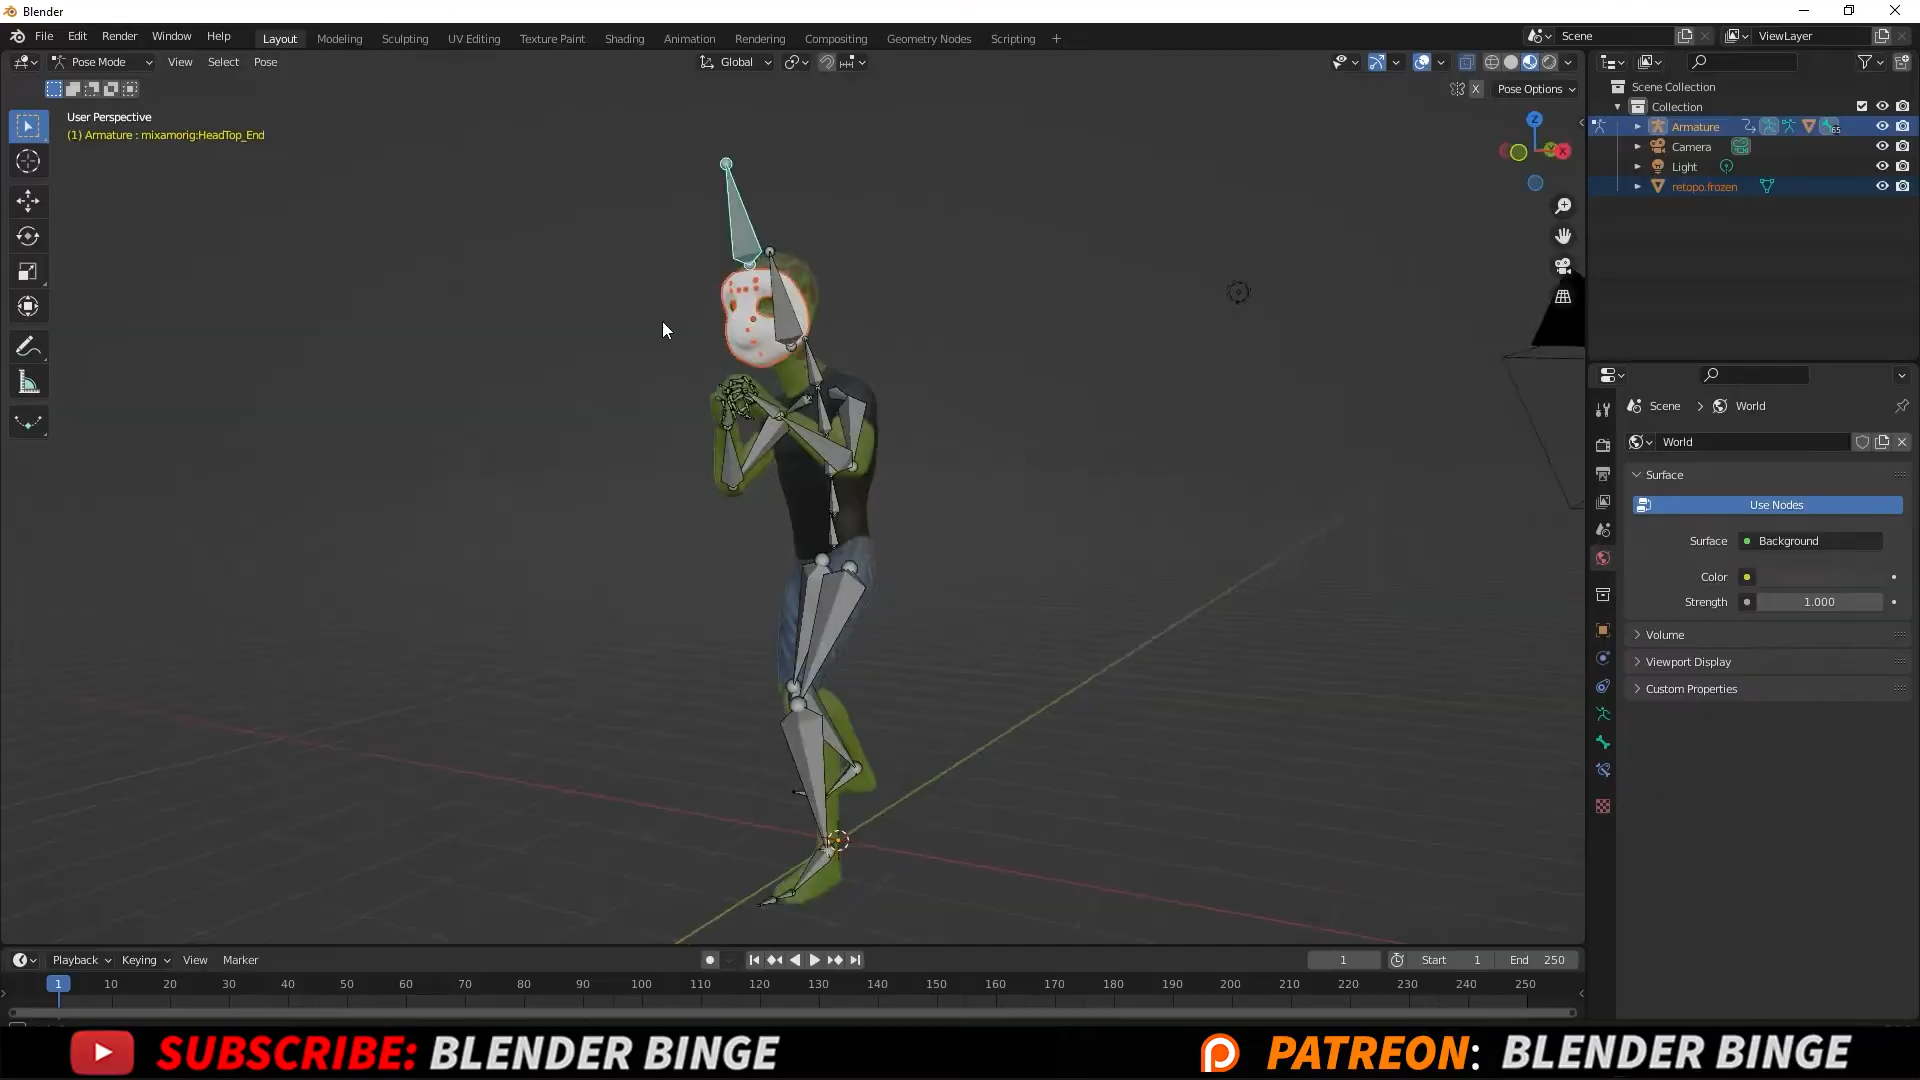 Blender
File Edit Render Window Help
Layout Modeling Sculpting UV Editing Texture Paint Shading Animation Rendering Compositing Geometry Nodes Scripting +
Scene
ViewLayer
Pose Mode View Select Pose
Global
X Pose Options
User Perspective
(1) Armature : mixamorig:HeadTop_End
Z
Y
X
Scene Collection
Collection
Armature
65
Camera
Light
retopo.frozen
Scene > World
World
Surface
Use Nodes
Surface Background
Color
Strength 1.000
Volume
Viewport Display
Custom Properties
Playback Keying View Marker
1 Start 1 End 250
1 10 20 30 40 50 60 70 80 90 100 110 120 130 140 150 160 170 180 190 200 210 220 230 240 250
SUBSCRIBE: BLENDER BINGE
PATREON: BLENDER BINGE